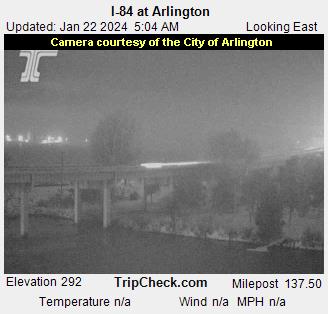 I-84 at Arlington
Updated: Jan 22 2024 5:04 AM Looking East
Camera courtesy of the City of Arlington
Elevation 292 TripCheck.com Milepost 137.50
Temperature n/a Wind n/a MPH n/a